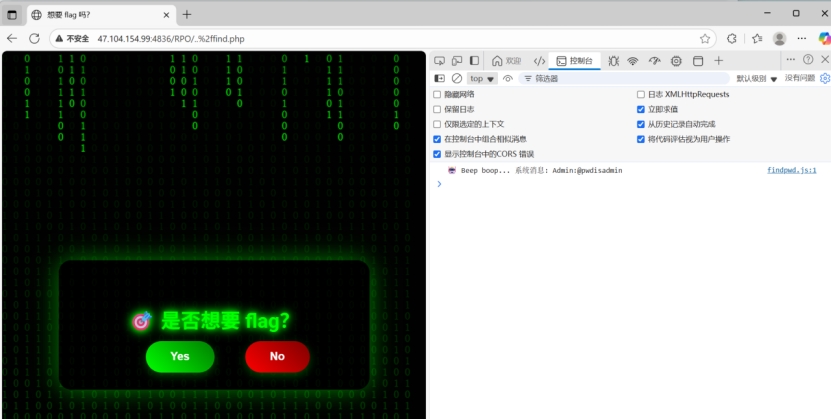 想要 flag 吗?
不安全
47.104.154.99:4836/RPO/..%2ffind.php
欢迎
控制台
top
筛选器
默认级别
没有问题
隐藏网络
日志 XMLHttpRequests
保留日志
立即求值
仅限选定的上下文
从历史记录自动完成
在控制台中组合相似消息
将代码评估视为用户操作
显示控制台中的CORS 错误
Beep boop... 系统消息: Admin:@pwdisadmin
findpwd.js:1
是否想要 flag?
Yes
No